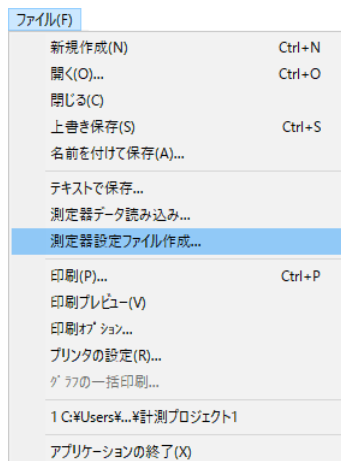 ファイル(F)
新規作成(N) Ctrl+N
開く(O)... Ctrl+O
閉じる(C)
上書き保存(S) Ctrl+S
名前を付けて保存(A)...
テキストで保存...
測定器データ読み込み...
測定器設定ファイル作成...
印刷(P)... Ctrl+P
印刷プレビュー(V)
印刷ｵﾌﾟｼｮﾝ...
プリンタの設定(R)...
ｸﾞﾗﾌの一括印刷...
1 C:¥Users¥...¥計測プロジェクト1
アプリケーションの終了(X)